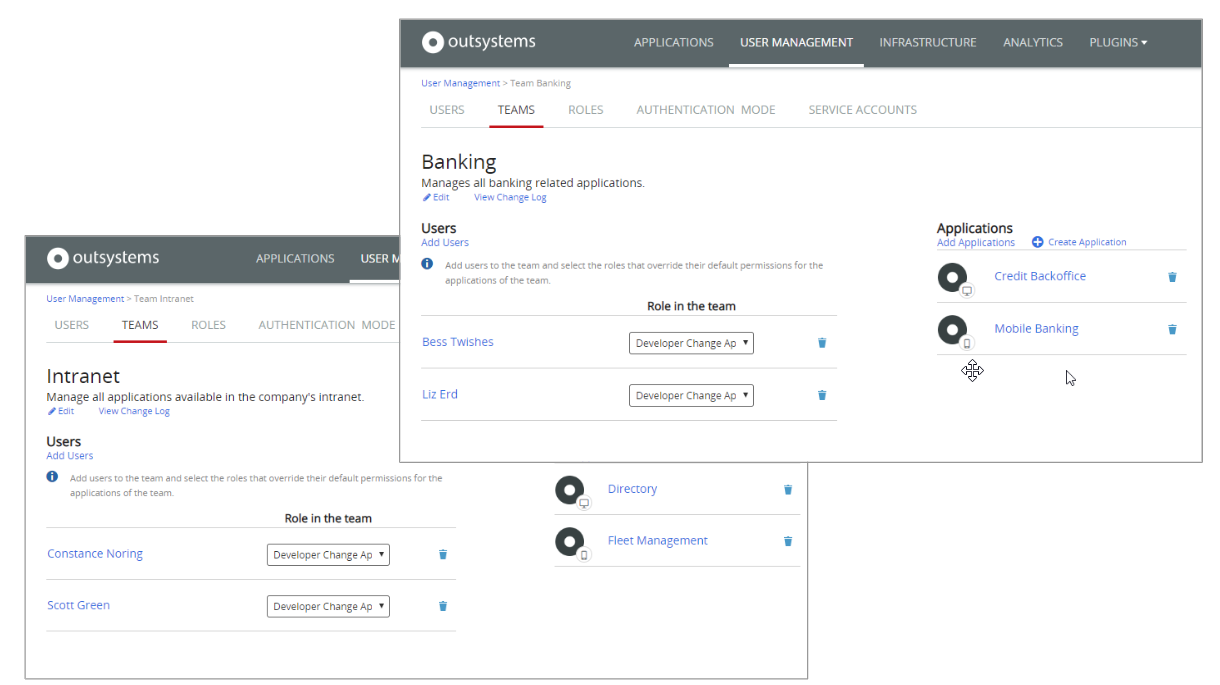 outsystems
APPLICATIONS USER MANAGEMENT INFRASTRUCTURE ANALYTICS PLUGINS
User Management > Team Banking
USERS TEAMS ROLES AUTHENTICATION MODE SERVICE ACCOUNTS
Banking
Manages all banking related applications.
Edit View Change Log
Users
Add Users
Add users to the team and select the roles that override their default permissions for the
applications of the team.
Role in the team
Bess Twishes Developer Change Ap
Liz Erd Developer Change Ap
Applications
Add Applications Create Application
Credit Backoffice
Mobile Banking
outsystems
APPLICATIONS USER M
User Management > Team Intranet
USERS TEAMS ROLES AUTHENTICATION MODE
Intranet
Manage all applications available in the company's intranet.
Edit View Change Log
Users
Add Users
Add users to the team and select the roles that override their default permissions for the
applications of the team.
Role in the team
Constance Noring Developer Change Ap
Scott Green Developer Change Ap
Directory
Fleet Management